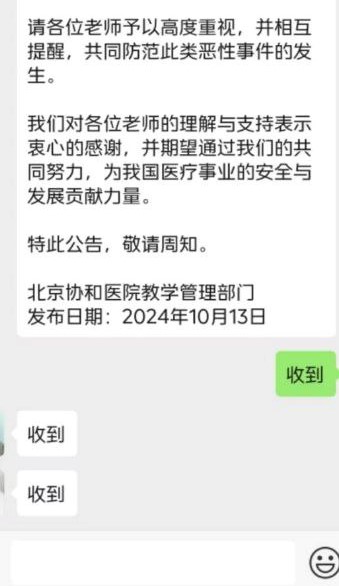 请各位老师予以高度重视，并相互
提醒，共同防范此类恶性事件的发
生。
我们对各位老师的理解与支持表示
衷心的感谢，并期望通过我们的共
同努力，为我国医疗事业的安全与
发展贡献力量。
特此公告，敬请周知。
北京协和医院教学管理部门
发布日期：2024年10月13日
收到
收到
收到